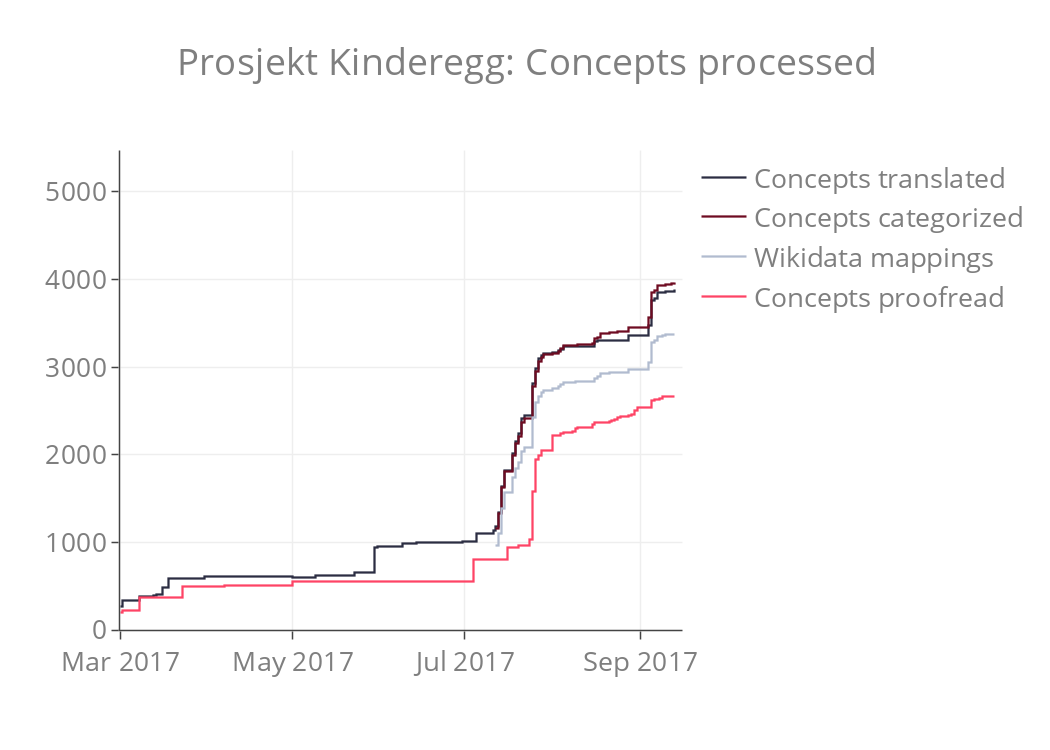 Prosjekt Kinderegg: Concepts processed
5000
4000
3000
2000
1000
0
Mar 2017
May 2017
Jul 2017
Sep 2017
Concepts translated
Concepts categorized
Wikidata mappings
Concepts proofread